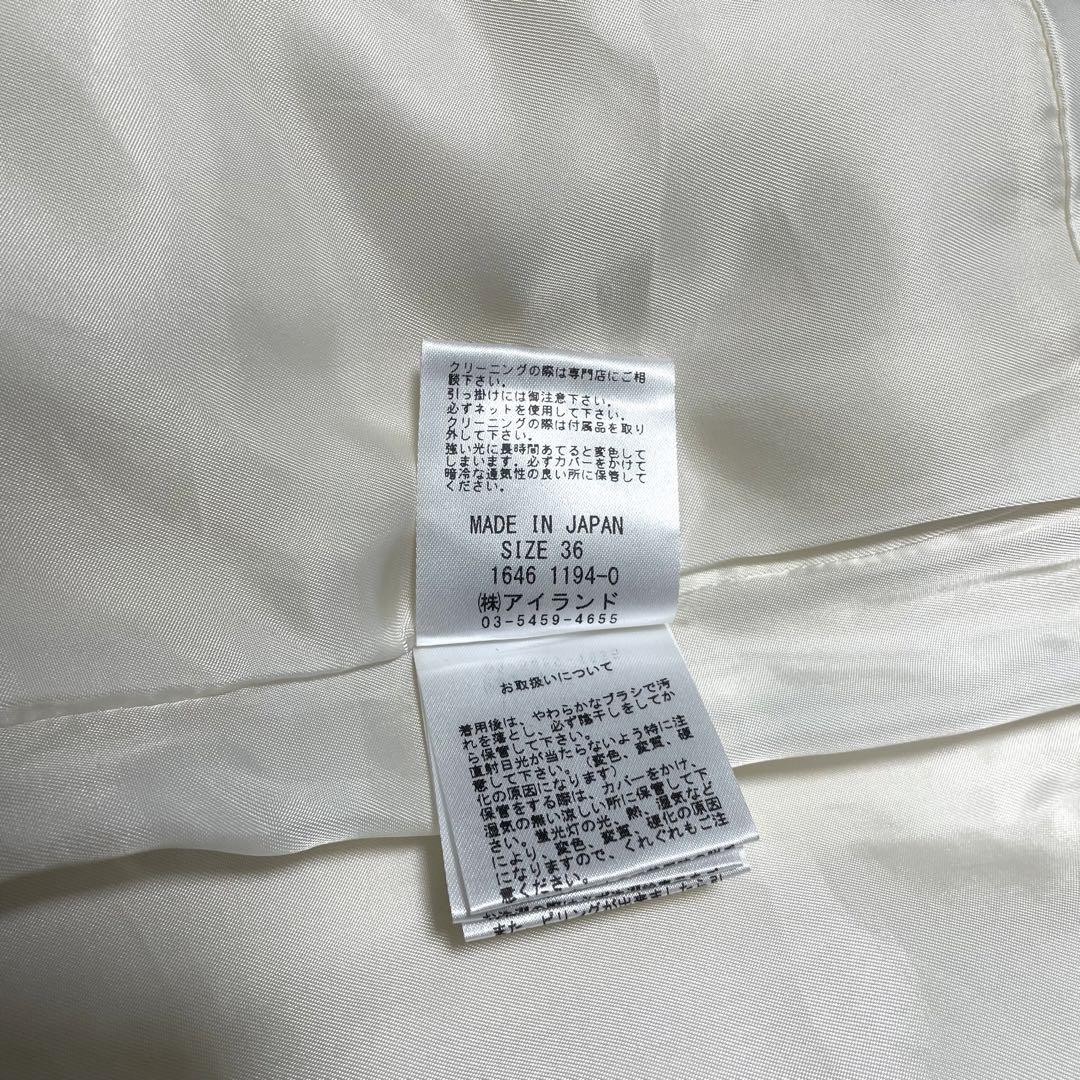 クリーニングの際は専門店にご相
談下さい。
引っ掛けには御注意下さい。
必ずネットを使用して下さい。
クリーニングの際は付属品を取り
外して下さい。
強い光に長時間あてると変色して
しまいます。必ずカバーをかけて
暗冷な通気性の良い所に保管して
ください。
MADE IN JAPAN
SIZE 36
1646 1194-0
㈱アイランド
03-5459-4655
お取扱いについて
着用後は、やわらかなブラシで汚
れを落とし、必ず陰干しをしてか
ら保管して下さい。
直射日光が当たらないよう特に注
意して下さい。（変色、変質、硬
化の原因になります）
保管をする際は、カバーをかけ、
湿気の無い涼しい所に保管して下
さい。蛍光灯の光、熱、湿気など
により、変色、変質、硬化の原因
になりますので、くれぐれもご注
意ください。